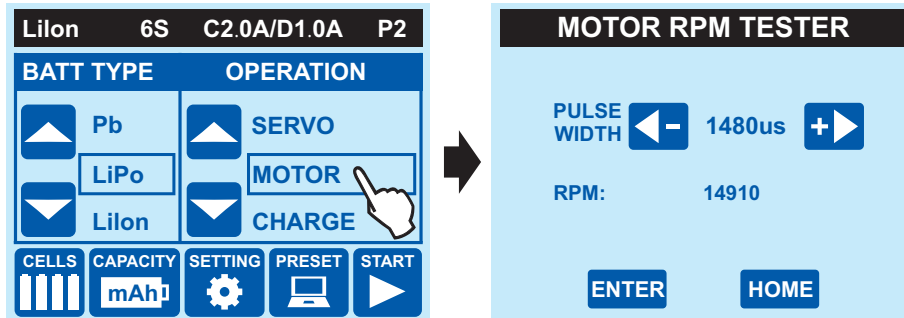 LiIon 6S C2.0A/D1.0A P2
BATT TYPE OPERATION
Pb SERVO
LiPo MOTOR
LiIon CHARGE
CELLS CAPACITY SETTING PRESET START
mAh
MOTOR RPM TESTER
PULSE
WIDTH - 1480us +
RPM: 14910
ENTER HOME